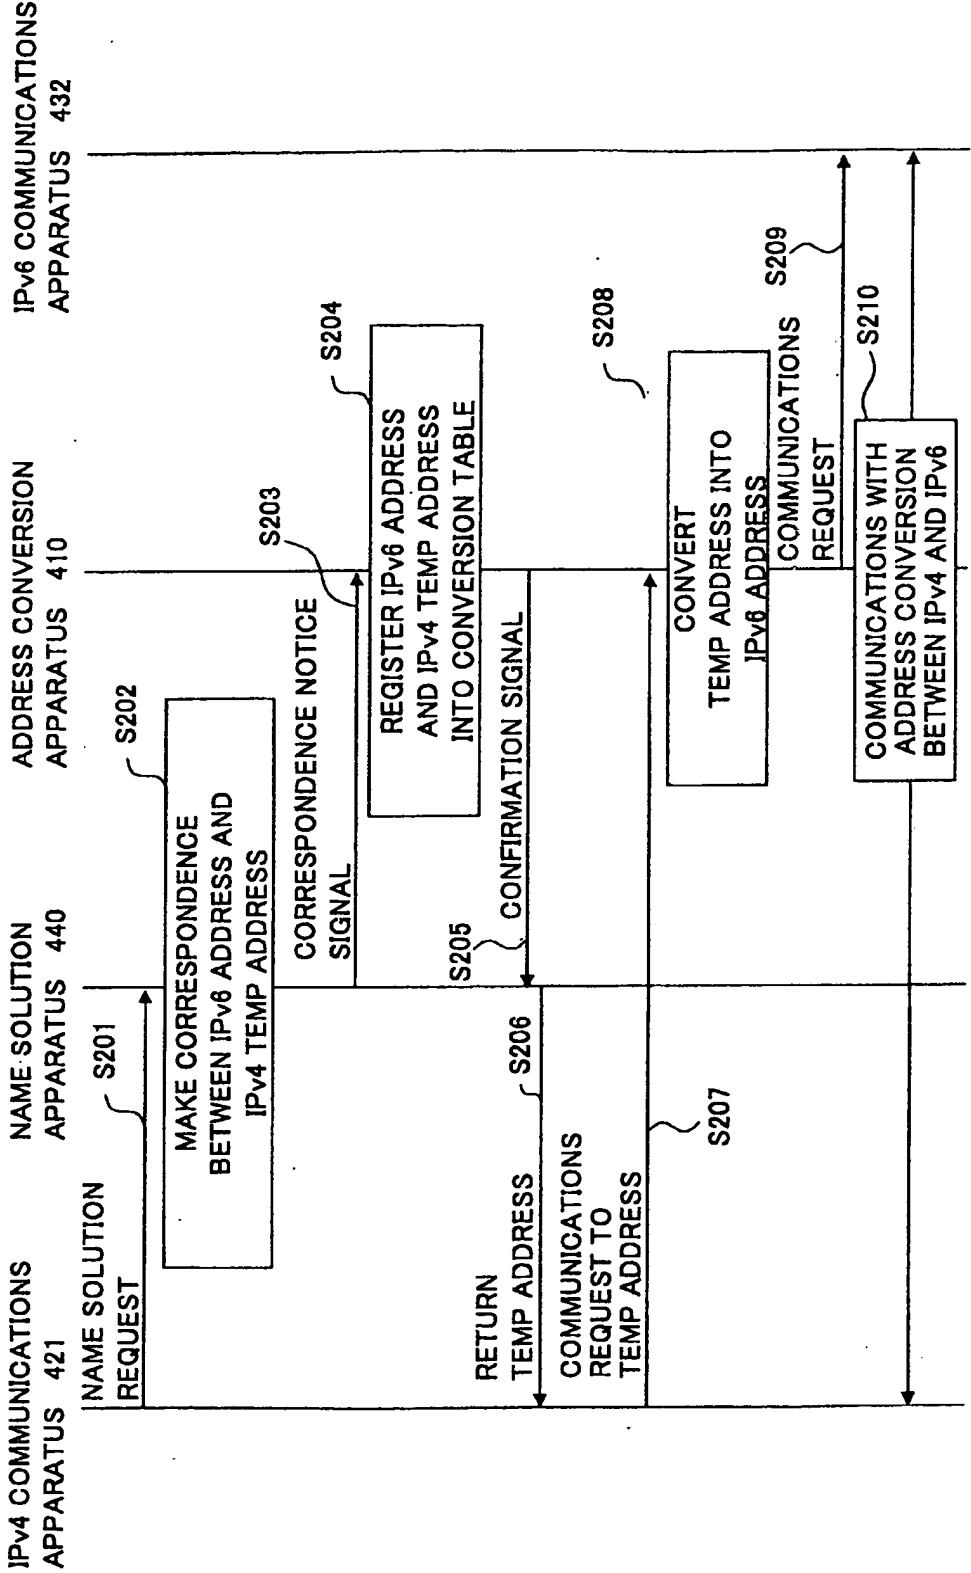 IPv4 COMMUNICATIONS
APPARATUS 421
NAME SOLUTION
APPARATUS 440
ADDRESS CONVERSION
APPARATUS 410
IPv6 COMMUNICATIONS
APPARATUS 432
NAME SOLUTION
REQUEST
S201
MAKE CORRESPONDENCE
BETWEEN IPv6 ADDRESS AND
IPv4 TEMP ADDRESS
S202
CORRESPONDENCE NOTICE
SIGNAL
S203
REGISTER IPv6 ADDRESS
AND IPv4 TEMP ADDRESS
INTO CONVERSION TABLE
S204
CONFIRMATION SIGNAL
S205
RETURN
TEMP ADDRESS
S206
COMMUNICATIONS
REQUEST TO
TEMP ADDRESS
S207
CONVERT
TEMP ADDRESS INTO
IPv6 ADDRESS
S208
COMMUNICATIONS
REQUEST
S209
COMMUNICATIONS WITH
ADDRESS CONVERSION
BETWEEN IPv4 AND IPv6
S210